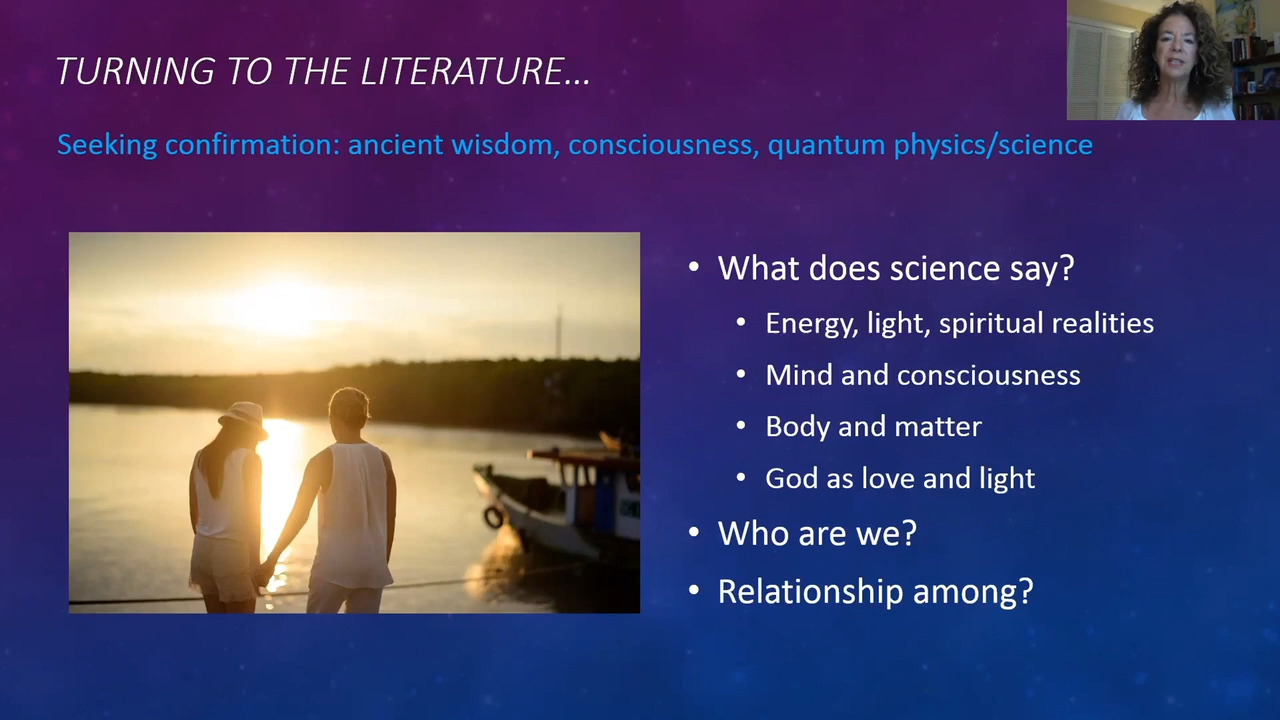 TURNING TO THE LITERATURE...
Seeking confirmation: ancient wisdom, consciousness, quantum physics/science
• What does science say?
• Energy, light, spiritual realities
• Mind and consciousness
• Body and matter
• God as love and light
• Who are we?
• Relationship among?